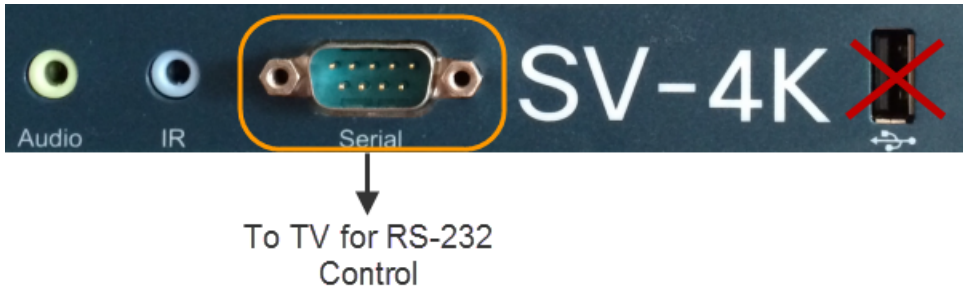 Audio
IR
Serial
SV-4K
To TV for RS-232
Control